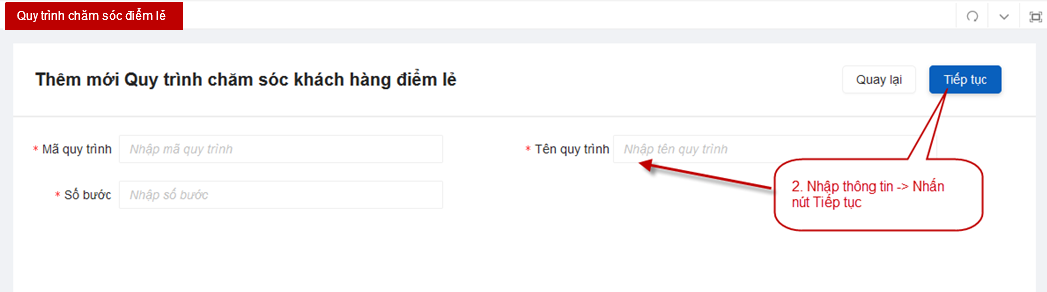 Quy trình chăm sóc điểm lẻ
Thêm mới Quy trình chăm sóc khách hàng điểm lẻ
Quay lại
Tiếp tục
* Mã quy trình
Nhập mã quy trình
* Tên quy trình
Nhập tên quy trình
* Số bước
Nhập số bước
2. Nhập thông tin -> Nhấn
nút Tiếp tục